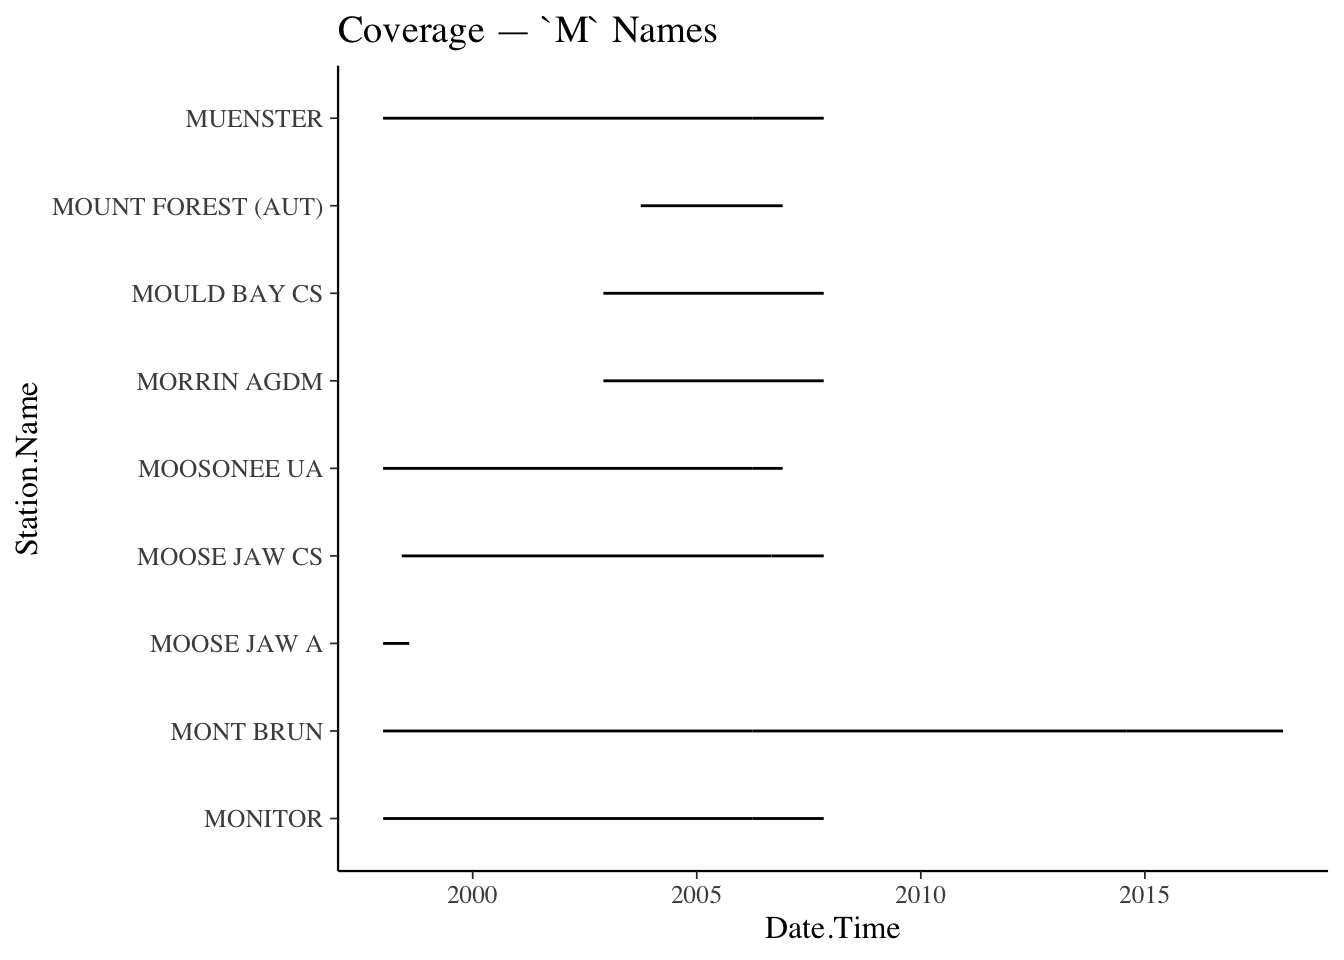 Coverage — `M` Names
MUENSTER
MOUNT FOREST (AUT)
MOULD BAY CS
MORRIN AGDM
MOOSONEE UA
MOOSE JAW CS
MOOSE JAW A
MONT BRUN
MONITOR
Station.Name
2000 2005 2010 2015
Date.Time